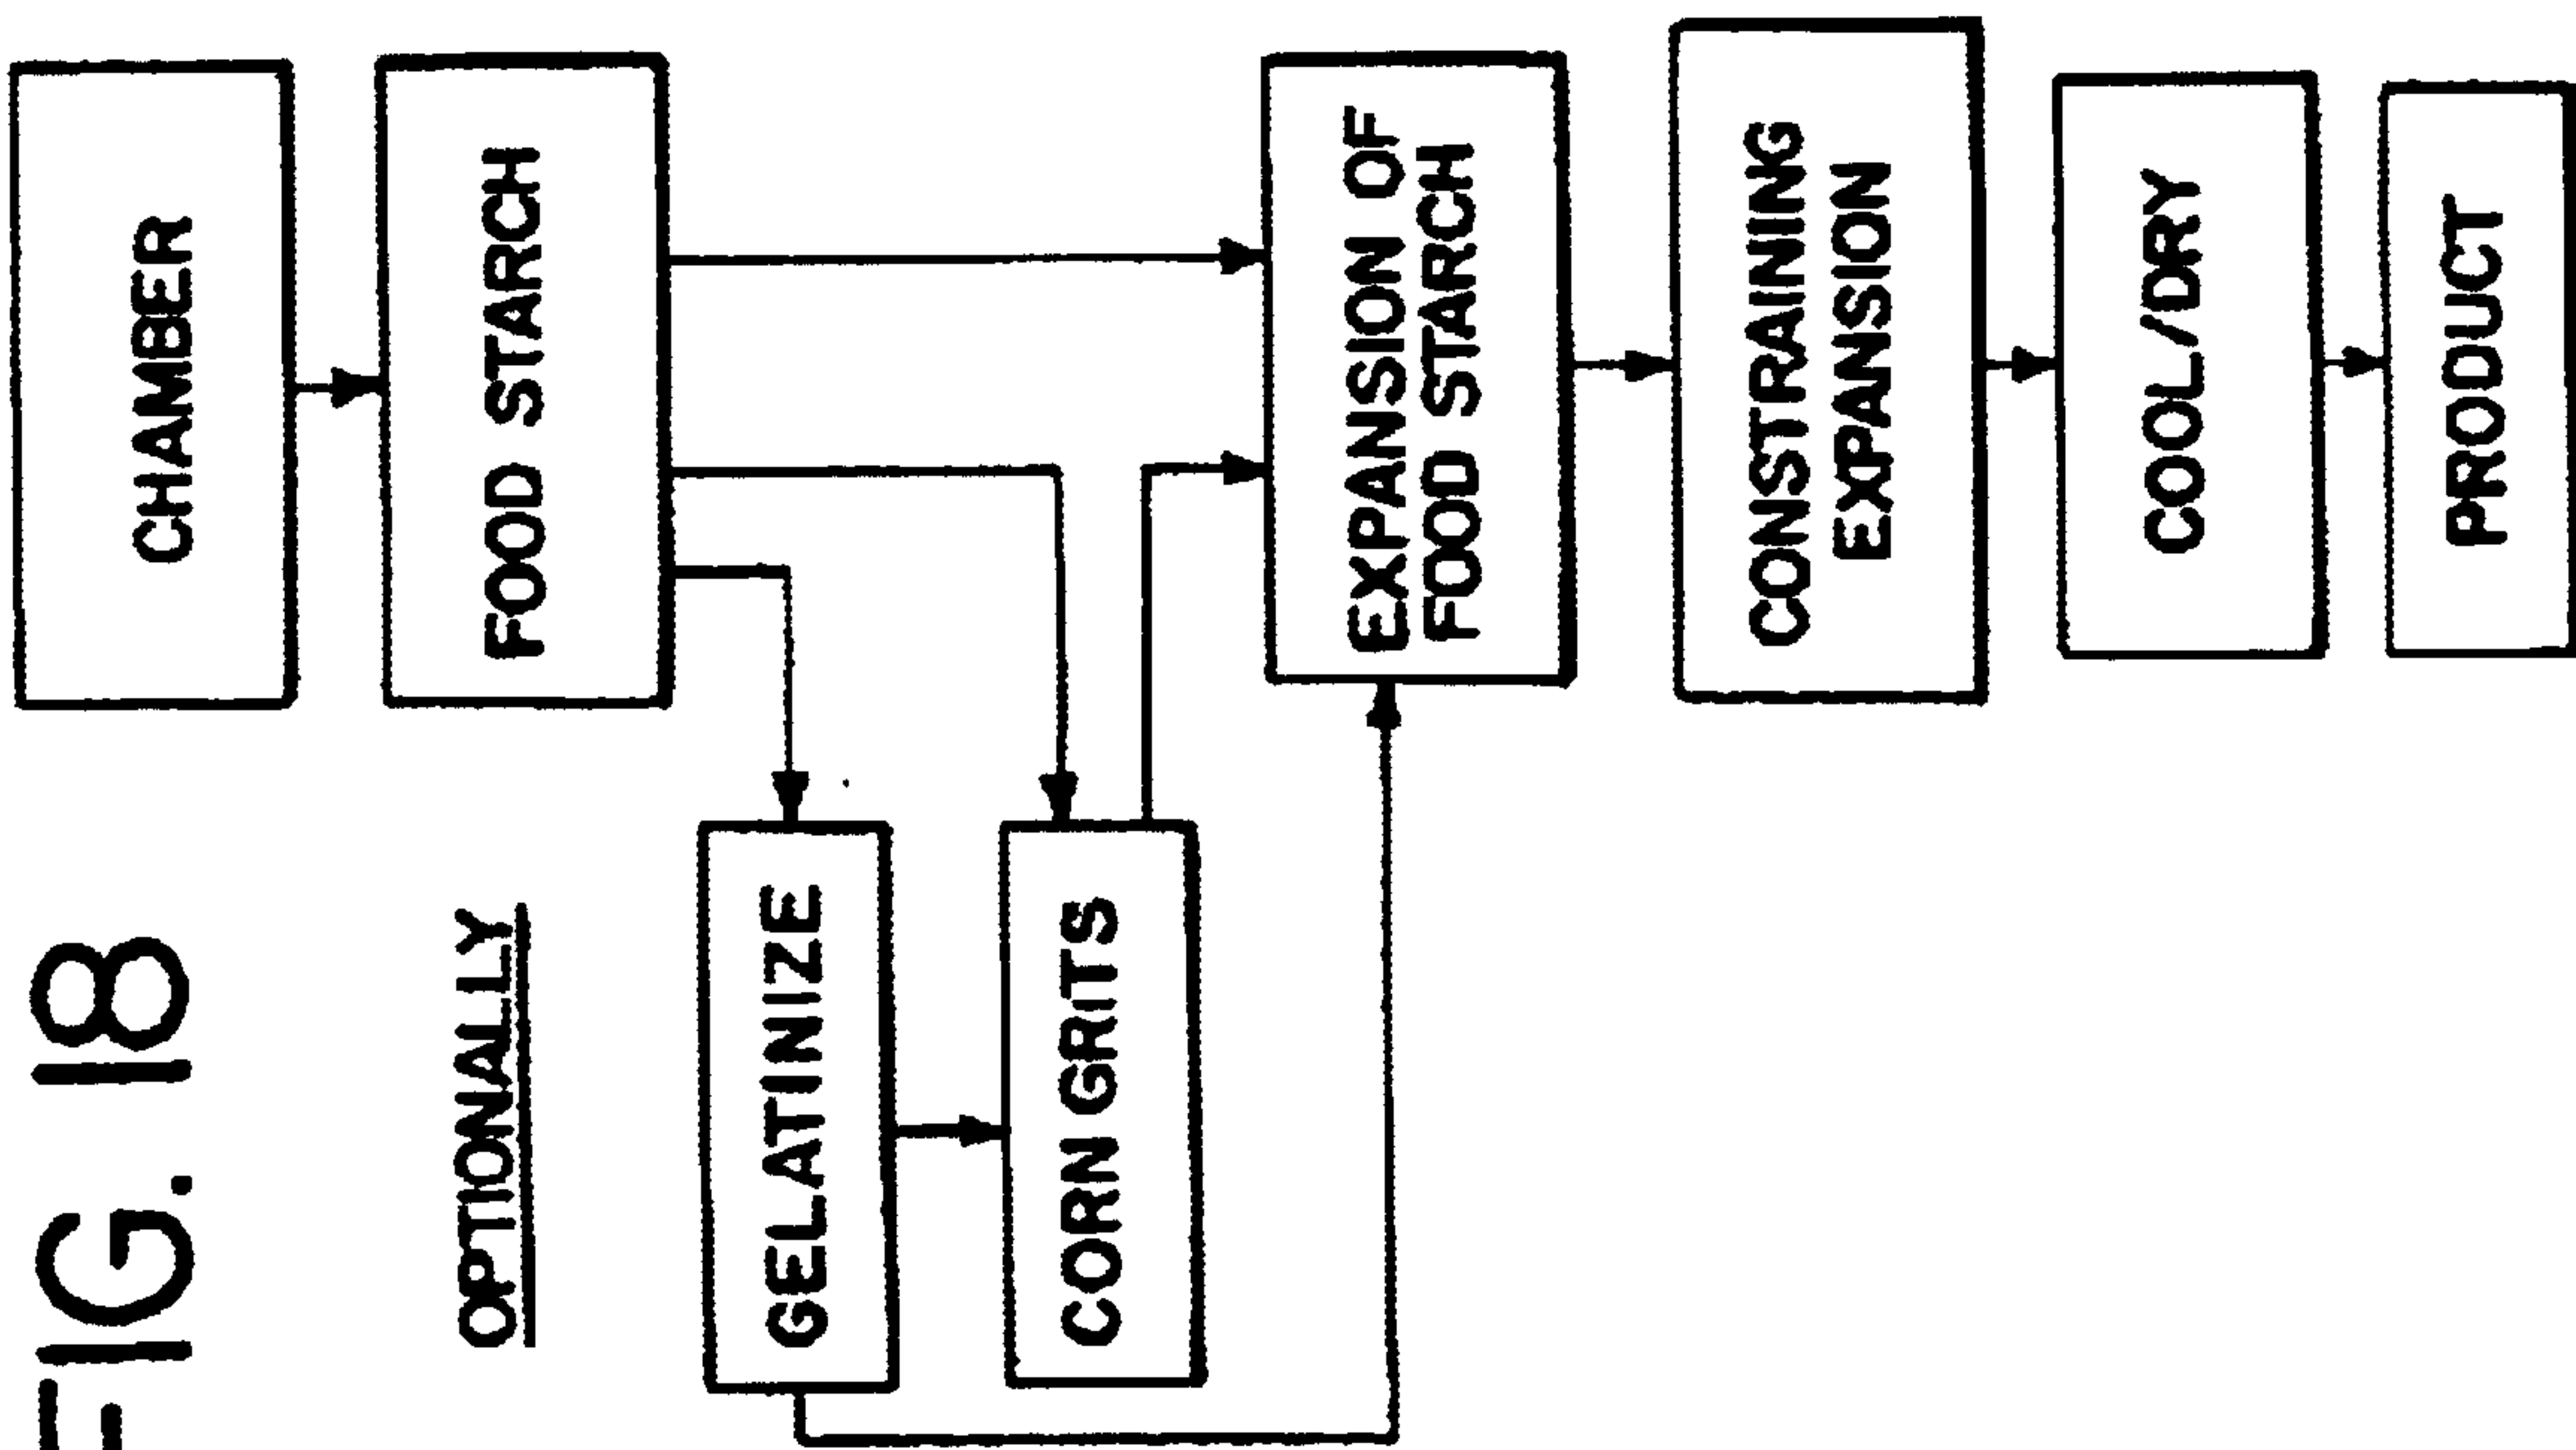 FIG. 18
OPTIONALLY
CHAMBER
FOOD STARCH
GELATINIZE
CORN GRITS
EXPANSION OF
FOOD STARCH
CONSTRAINING
EXPANSION
COOL/DRY
PRODUCT